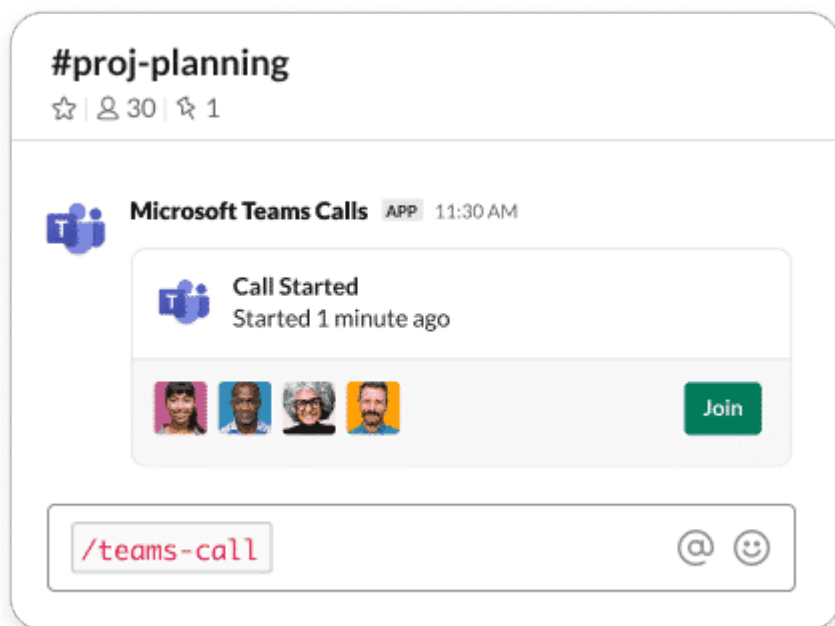 #proj-planning
30 1
Microsoft Teams Calls APP 11:30 AM
T
T
Call Started
Started 1 minute ago
Join
/teams-call
@